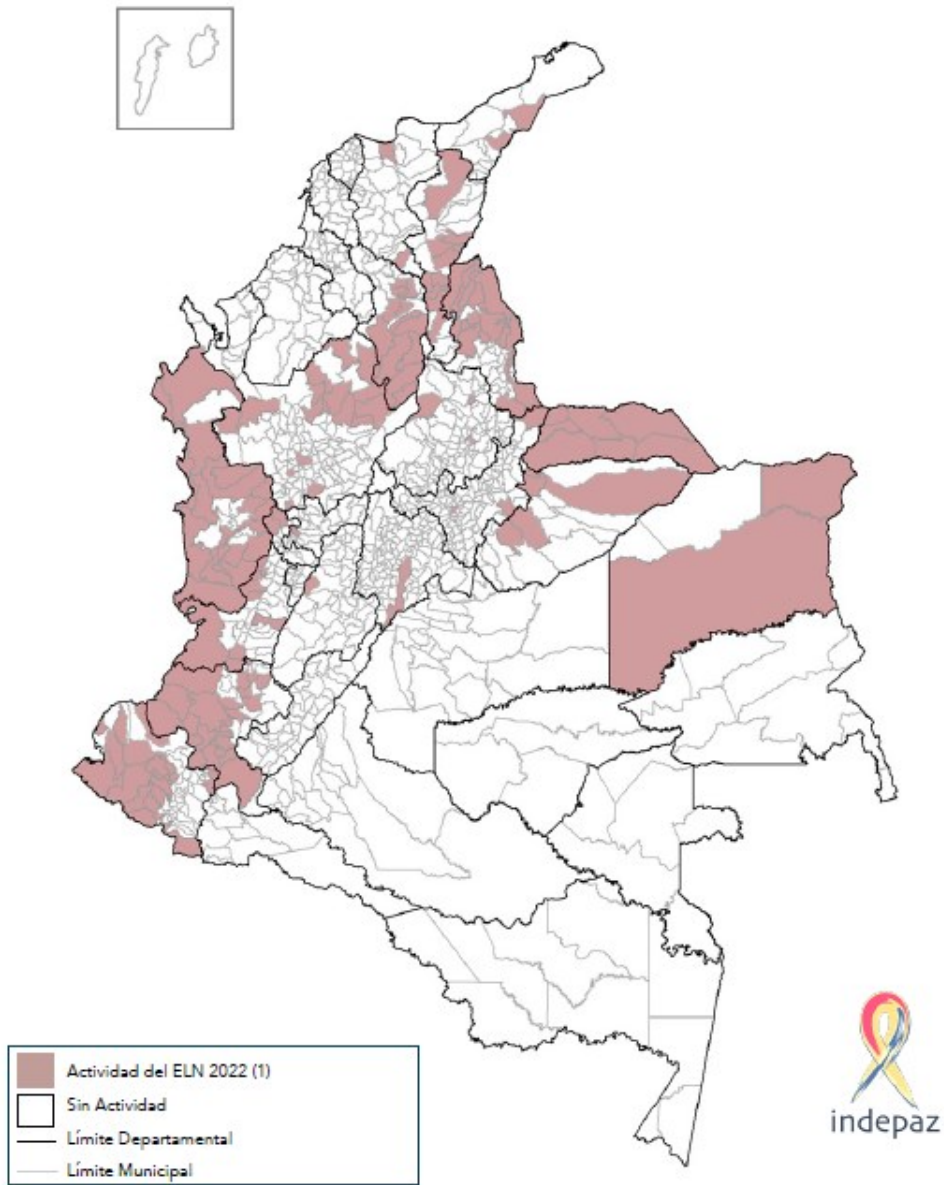 Actividad del ELN 2022 (1)
Sin Actividad
Límite Departamental
Límite Municipal
indepaz